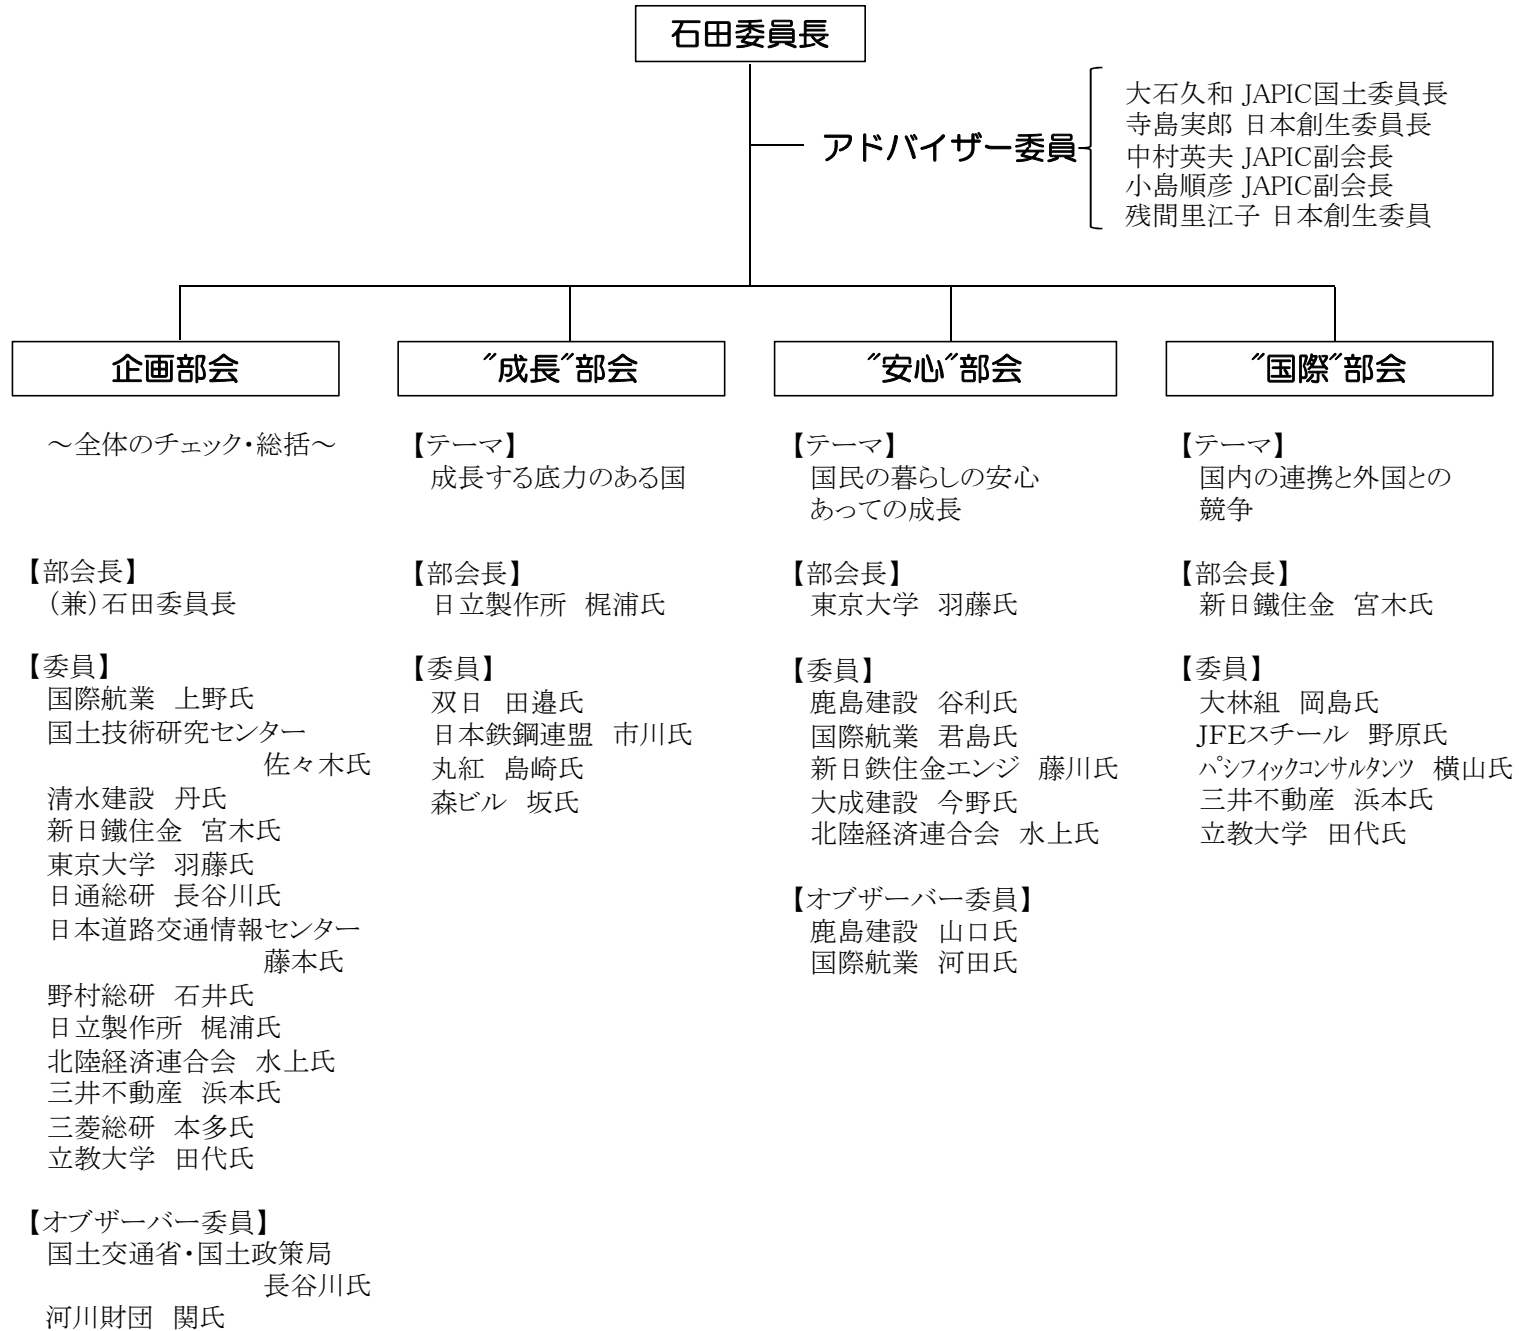 石田委員長
アドバイザー委員
大石久和 JAPIC国土委員長
寺島実郎 日本創生委員長
中村英夫 JAPIC副会長
小島順彦 JAPIC副会長
残間里江子 日本創生委員
企画部会
～全体のチェック・総括～
【部会長】
(兼)石田委員長
【委員】
国際航業 上野氏
国土技術研究センター
佐々木氏
清水建設 丹氏
新日鐵住金 宮木氏
東京大学 羽藤氏
日通総研 長谷川氏
日本道路交通情報センター
藤本氏
野村総研 石井氏
日立製作所 梶浦氏
北陸経済連合会 水上氏
三井不動産 浜本氏
三菱総研 本多氏
立教大学 田代氏
【オブザーバー委員】
国土交通省・国土政策局
長谷川氏
河川財団 関氏
"成長"部会
【テーマ】
成長する底力のある国
【部会長】
日立製作所 梶浦氏
【委員】
双日 田邉氏
日本鉄鋼連盟 市川氏
丸紅 島崎氏
森ビル 坂氏
"安心"部会
【テーマ】
国民の暮らしの安心
あっての成長
【部会長】
東京大学 羽藤氏
【委員】
鹿島建設 谷利氏
国際航業 君島氏
新日鉄住金エンジ 藤川氏
大成建設 今野氏
北陸経済連合会 水上氏
【オブザーバー委員】
鹿島建設 山口氏
国際航業 河田氏
"国際"部会
【テーマ】
国内の連携と外国との
競争
【部会長】
新日鐵住金 宮木氏
【委員】
大林組 岡島氏
JFEスチール 野原氏
ﾊﾟｼフィックコンサルタンツ 横山氏
三井不動産 浜本氏
立教大学 田代氏